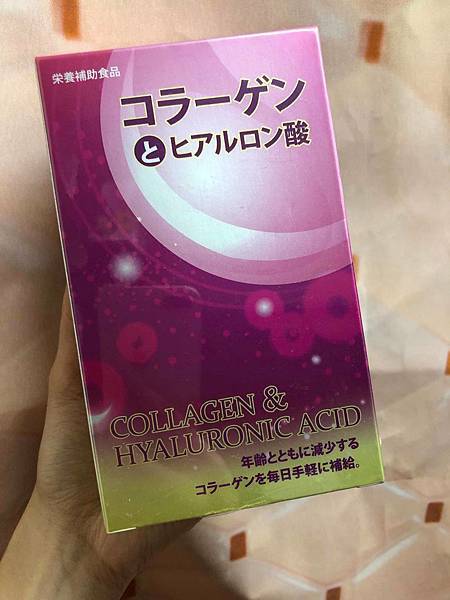 栄養補助食品
コラーゲン
とヒアルロン酸
COLLAGEN &
HYALURONIC ACID
年齢とともに減少する
コラーゲンを毎日手軽に補給。